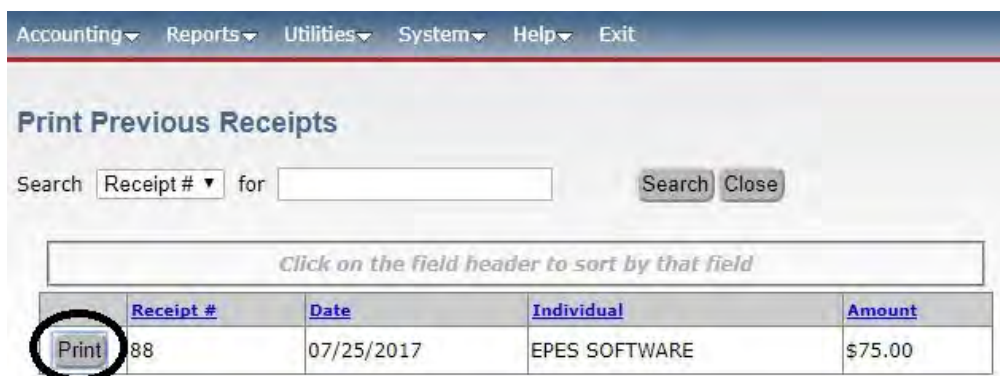 Accounting Reports Utilities System Help Exit
Print Previous Receipts
Search Receipt # for Search Close
Click on the field header to sort by that field
Receipt # Date Individual Amount
Print 88 07/25/2017 EPES SOFTWARE $75.00